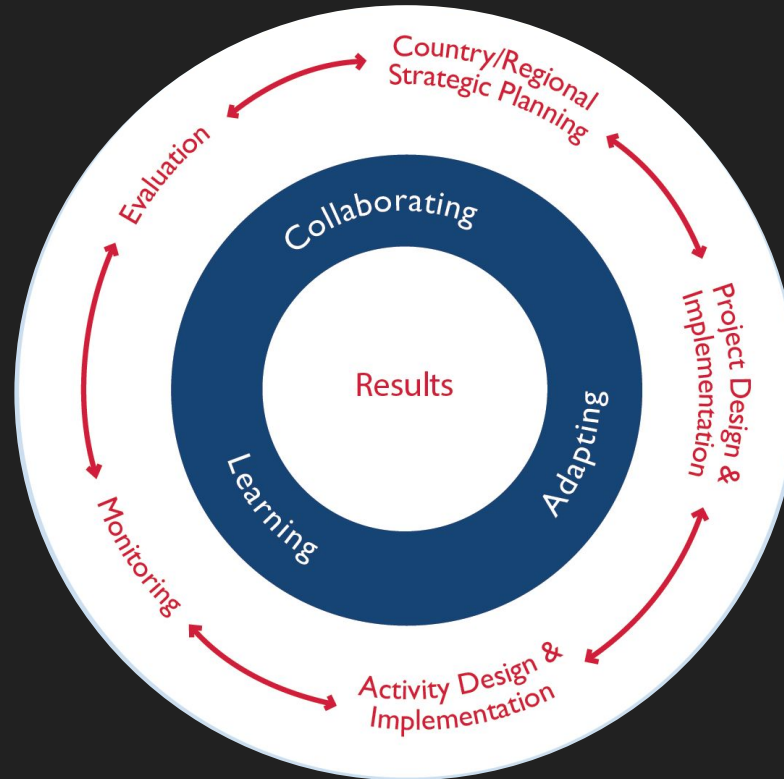 Country/Regional
Strategic Planning
Project Design &
Implementation
Activity Design &
Implementation
Monitoring
Evaluation
Collaborating
Adapting
Learning
Results